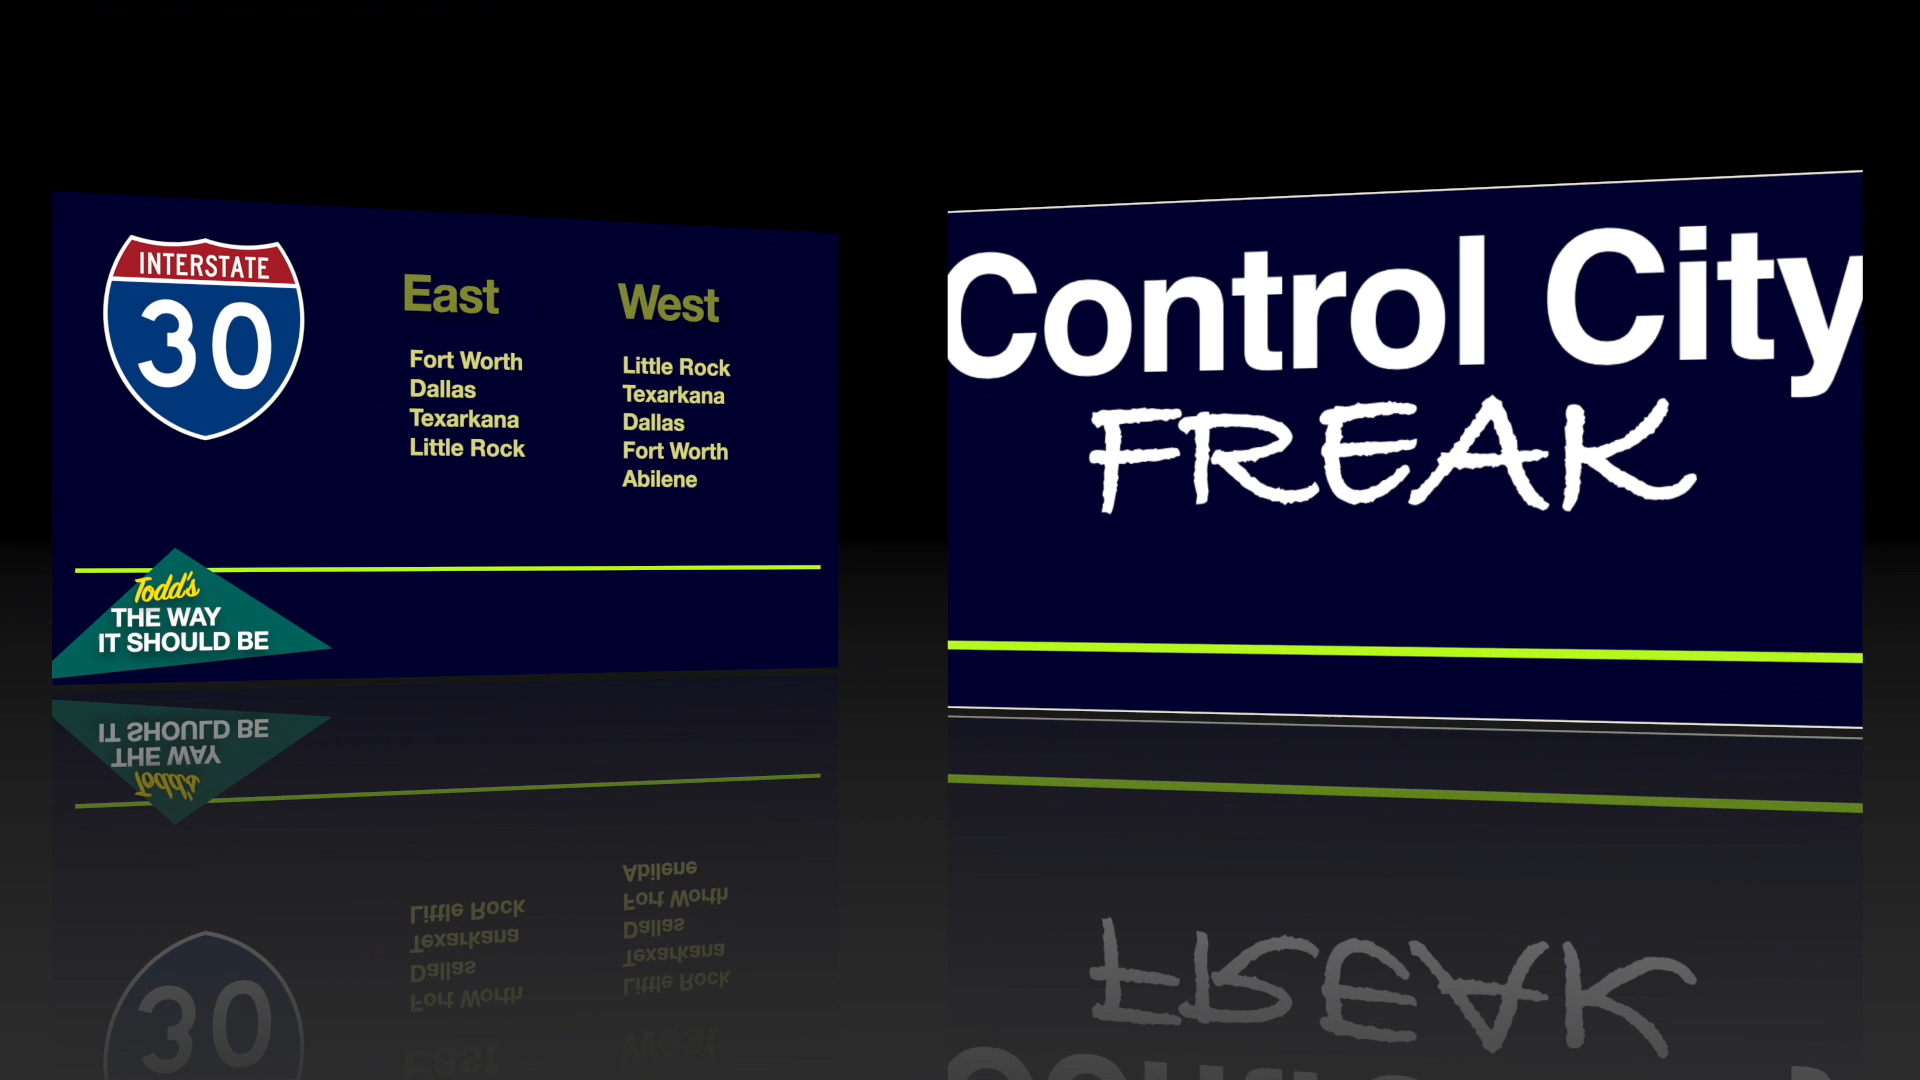 INTERSTATE
30
East
Fort Worth
Dallas
Texarkana
Little Rock
West
Little Rock
Texarkana
Dallas
Fort Worth
Abilene
Todd's
THE WAY
IT SHOULD BE
Control City
FREAK